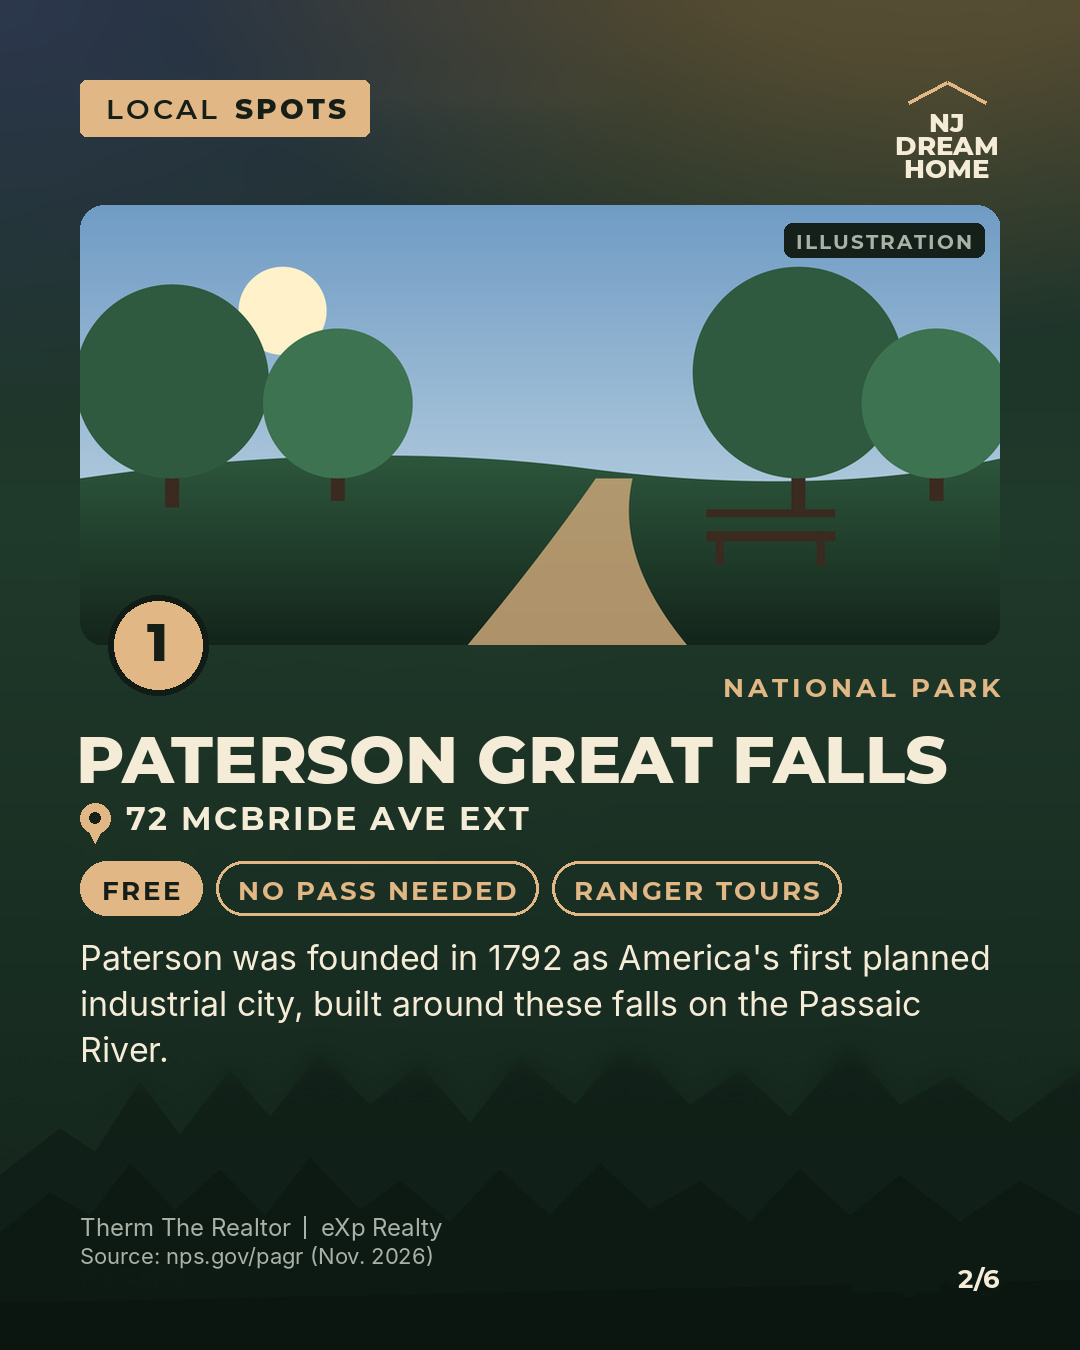 LOCAL SPOTS
NJ
DREAM
HOME
ILLUSTRATION
1
NATIONAL PARK
PATERSON GREAT FALLS
72 MCBRIDE AVE EXT
FREE
NO PASS NEEDED
RANGER TOURS
Paterson was founded in 1792 as America's first planned
industrial city, built around these falls on the Passaic
River.
Therm The Realtor | eXp Realty
Source: nps.gov/pagr (Nov. 2026)
2/6